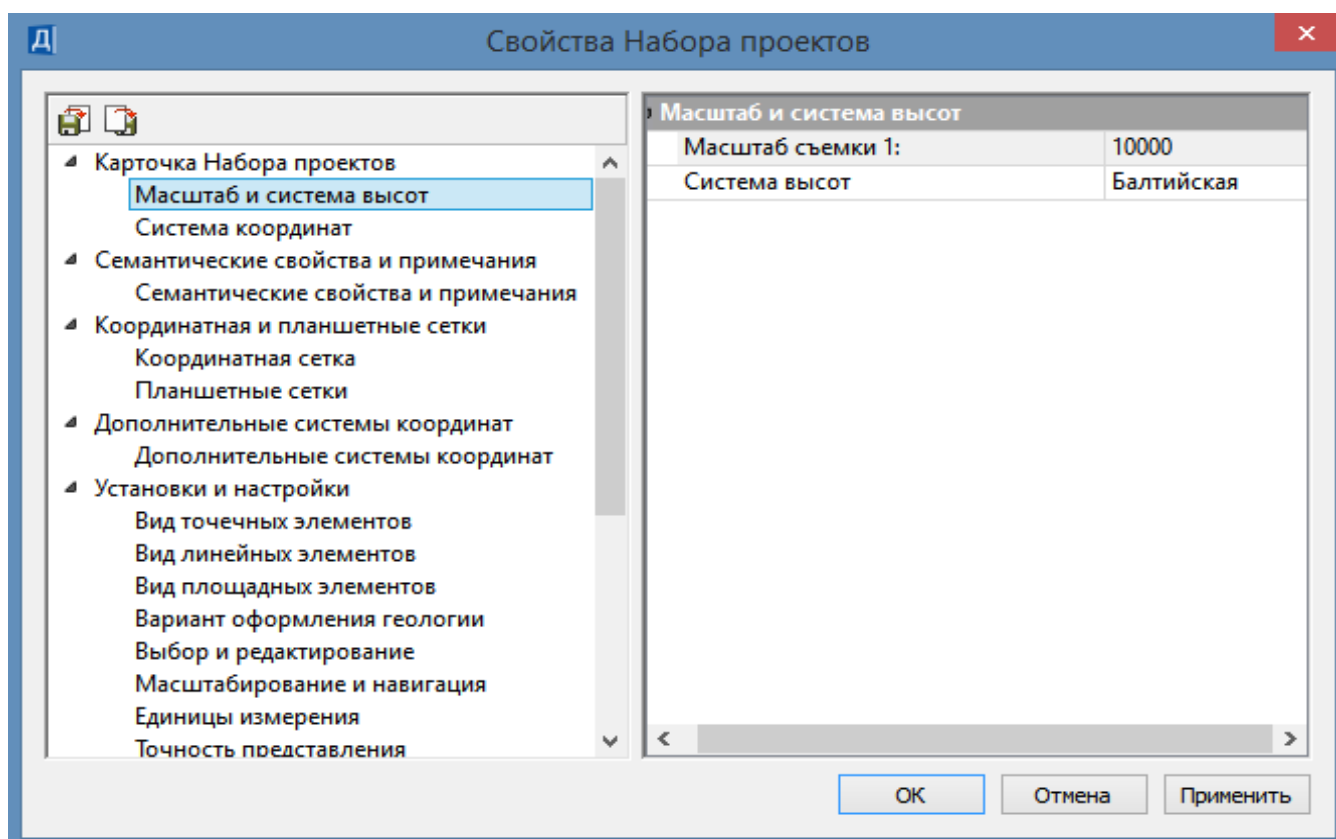 Д
Свойства Набора проектов
Карточка Набора проектов
Масштаб и система высот
Система координат
Семантические свойства и примечания
Семантические свойства и примечания
Координатная и планшетные сетки
Координатная сетка
Планшетные сетки
Дополнительные системы координат
Дополнительные системы координат
Установки и настройки
Вид точечных элементов
Вид линейных элементов
Вид площадных элементов
Вариант оформления геологии
Выбор и редактирование
Масштабирование и навигация
Единицы измерения
Точность представления
Масштаб и система высот
Масштаб съемки 1: 10000
Система высот Балтийская
ОК Отмена Применить